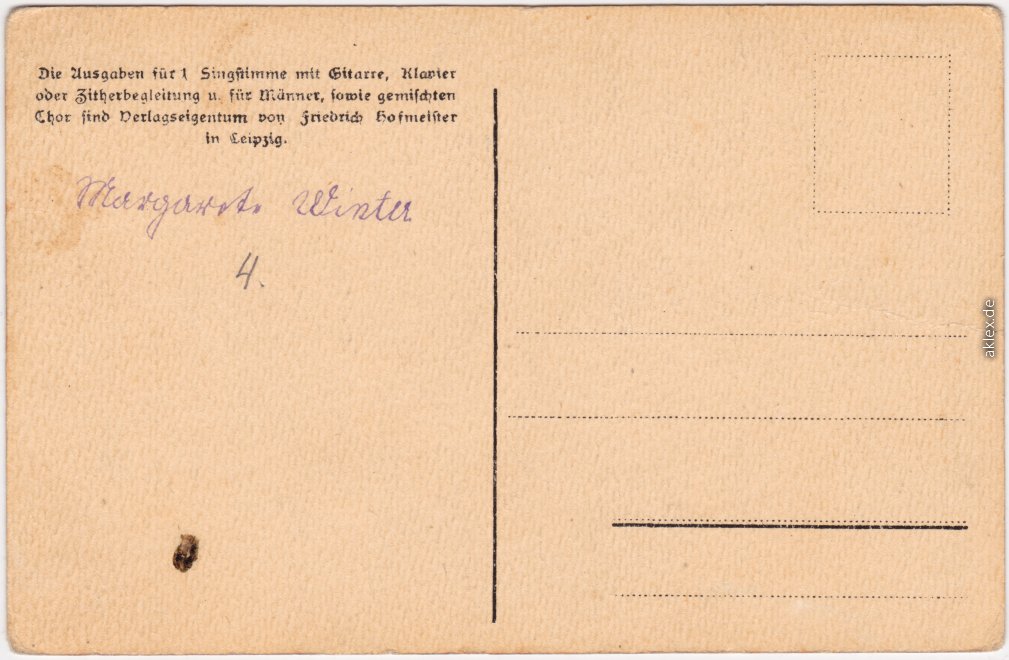 Die Ausgaben für 1 Singstimme mit Gitarre, Klavier
oder Zitherbegleitung u. für Männer, sowie gemischten
Chor sind Verlagseigentum von Friedrich Hofmeister
in Leipzig.
Margarete Winter
4.
aklex.de